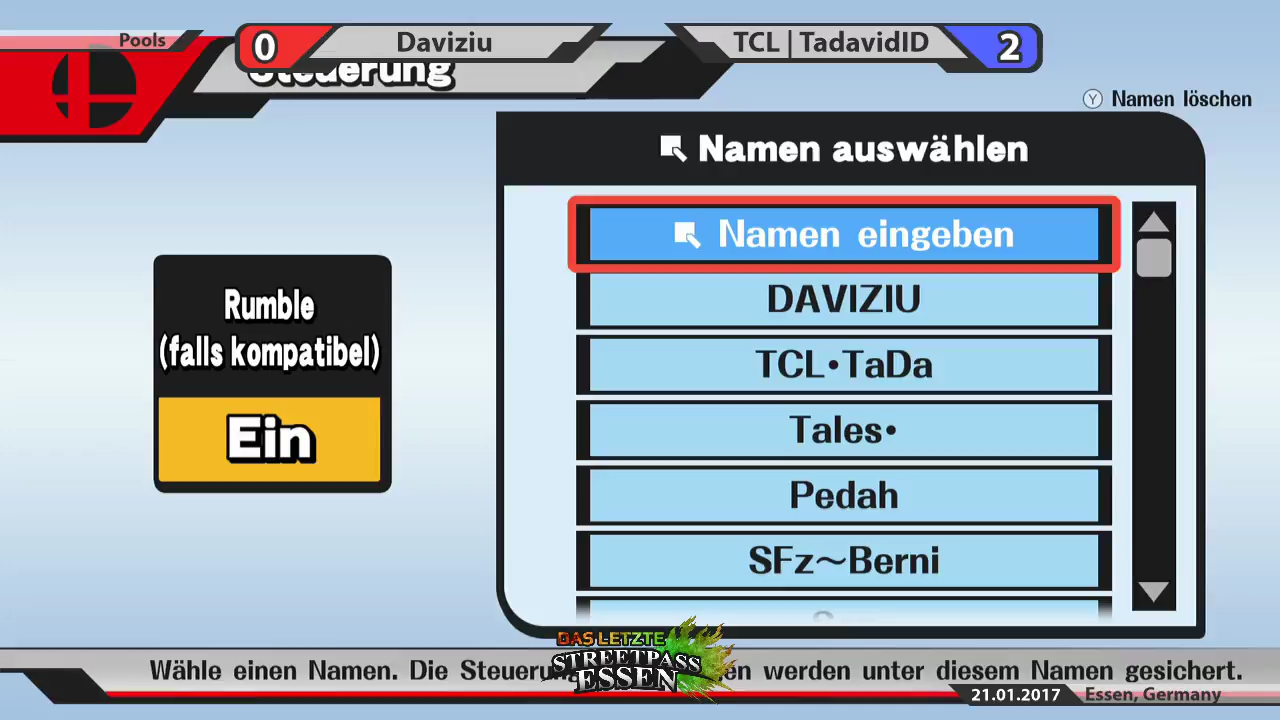 Pools
0
Daviziu
TCL | TadavidID
2
Steuerung
Y Namen löschen
Namen auswählen
Namen eingeben
DAVIZIU
TCL•TaDa
Tales•
Pedah
SFz~Berni
Rumble
(falls kompatibel)
Ein
DAS LETZTE
STREETPASS
ESSEN
Wähle einen Namen. Die Steuerung werden unter diesem Namen gesichert.
21.01.2017
Essen, Germany